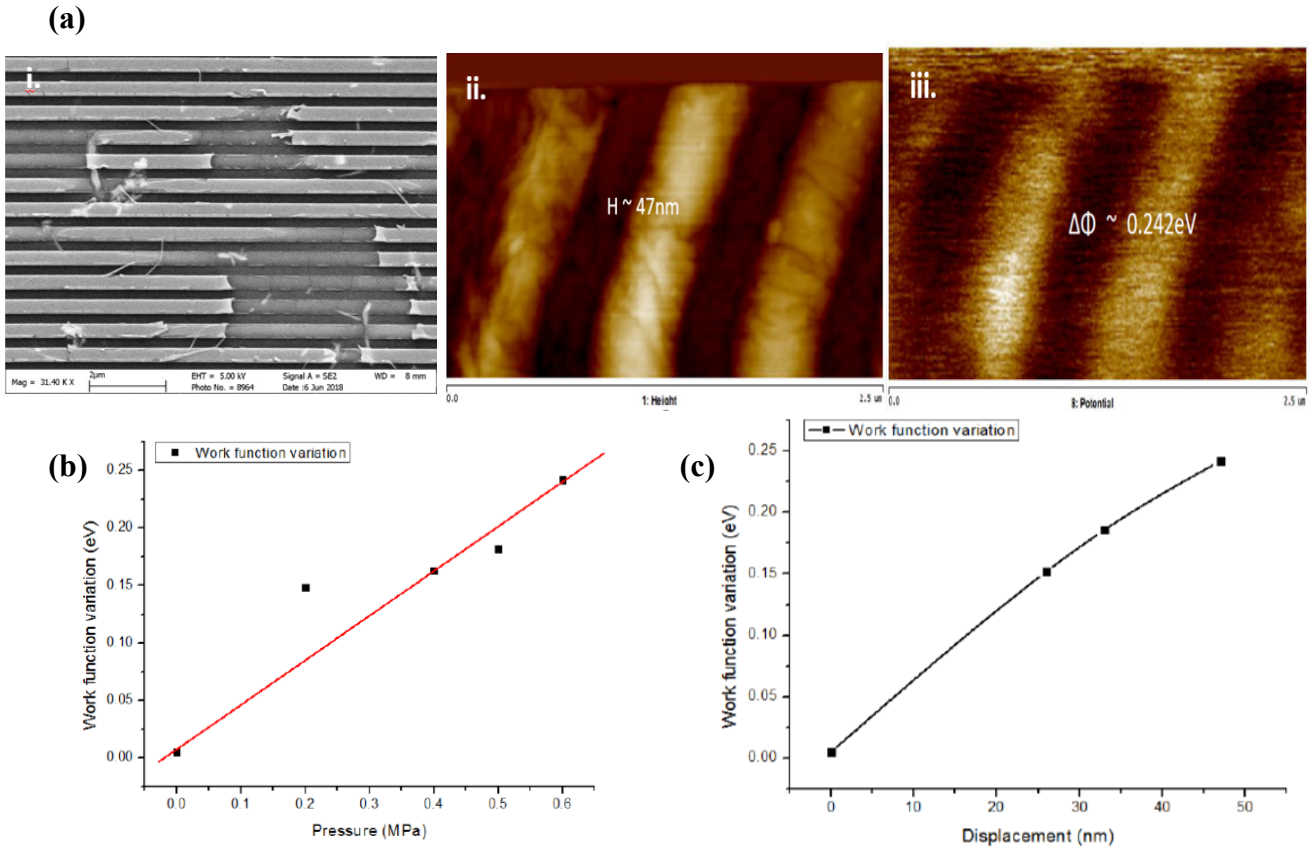 (a)
i.
ii.
iii.
H ~ 47nm
ΔΦ ~ 0.242eV
Mag = 31.40 K X
2µm
EHT = 5.00 kV
Signal A = SE2
WD = 8 mm
Photo No. = 8964
Date :6 Jun 2018
0.0
1: Height
2.5 um
0.0
8: Potential
2.5 um
(b)
Work function variation
Work function variation (eV)
0.25
0.20
0.15
0.10
0.05
0.00
0.0 0.1 0.2 0.3 0.4 0.5 0.6
Pressure (MPa)
(c)
Work function variation
Work function variation (eV)
0.25
0.20
0.15
0.10
0.05
0.00
0 10 20 30 40 50
Displacement (nm)